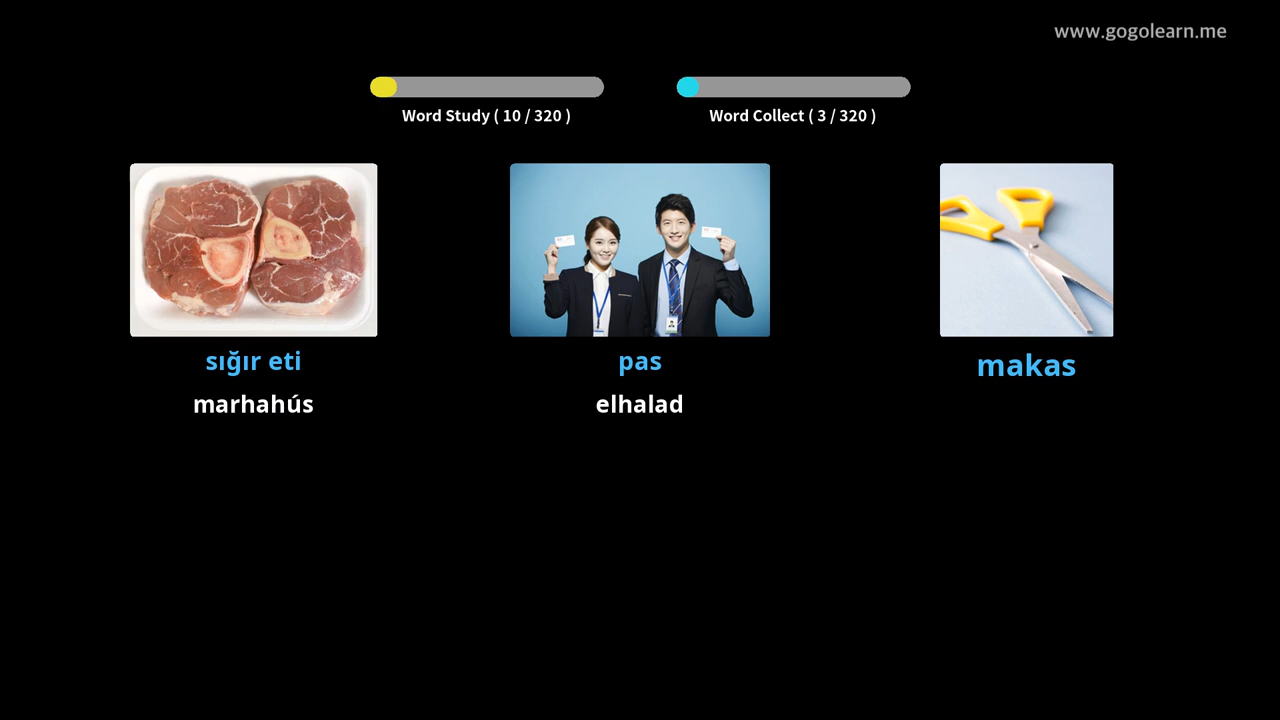 www.gogolearn.me
Word Study ( 10 / 320 )
Word Collect ( 3 / 320 )
sığır eti
pas
makas
marhahús
elhalad